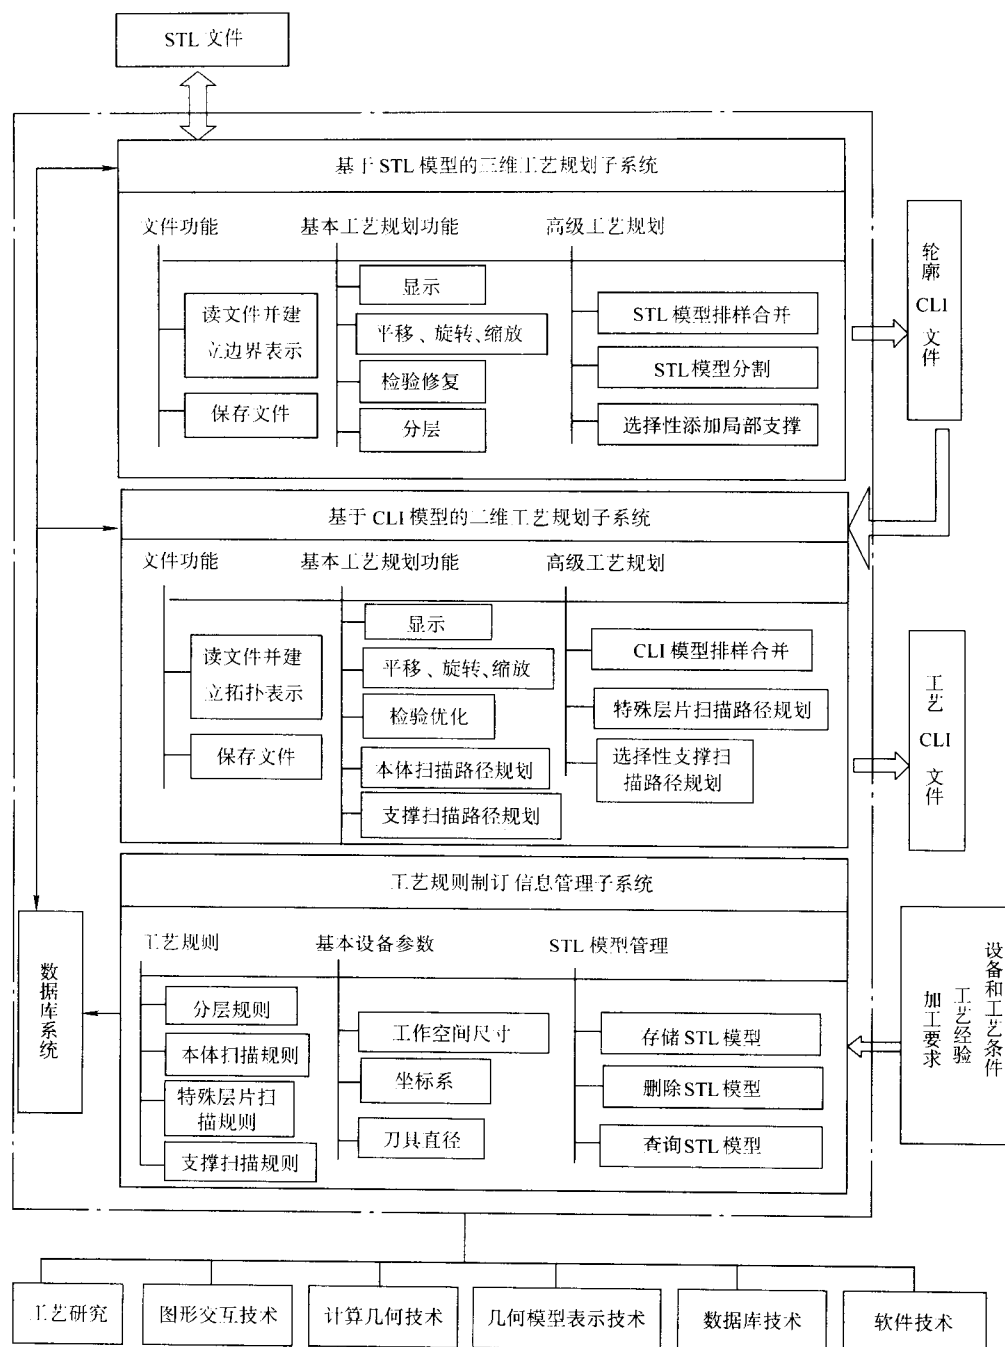 STL 文件
基于 STL 模型的三维工艺规划子系统
文件功能
基本工艺规划功能
高级工艺规划
读文件并建
立边界表示
保存文件
显示
平移、旋转、缩放
检验修复
分层
STL 模型排样合并
STL 模型分割
选择性添加局部支撑
轮廓 CLI 文件
基于 CLI 模型的二维工艺规划子系统
文件功能
基本工艺规划功能
高级工艺规划
读文件并建
立拓扑表示
保存文件
显示
平移、旋转、缩放
检验优化
本体扫描路径规划
支撑扫描路径规划
CLI 模型排样合并
特殊层片扫描路径规划
选择性支撑扫
描路径规划
工艺 CLI 文件
工艺规则制订 信息管理子系统
工艺规则
基本设备参数
STL 模型管理
分层规则
本体扫描规则
特殊层片扫
描规则
支撑扫描规则
工作空间尺寸
坐标系
刀具直径
存储 STL 模型
删除 STL 模型
查询 STL 模型
数据库系统
设备和工艺条件
工艺经验
加工要求
工艺研究
图形交互技术
计算几何技术
几何模型表示技术
数据库技术
软件技术